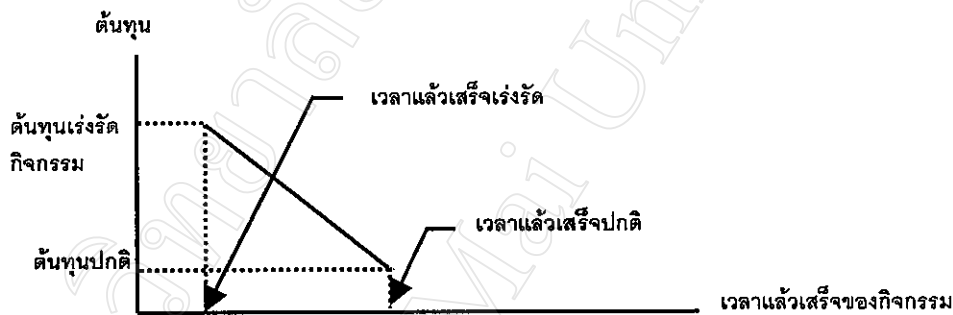 ต้นทุน
เวลาแล้วเสร็จเร่งรัด
ต้นทุนเร่งรัด
กิจกรรม
เวลาแล้วเสร็จปกติ
ต้นทุนปกติ
เวลาแล้วเสร็จของกิจกรรม
Mai Un